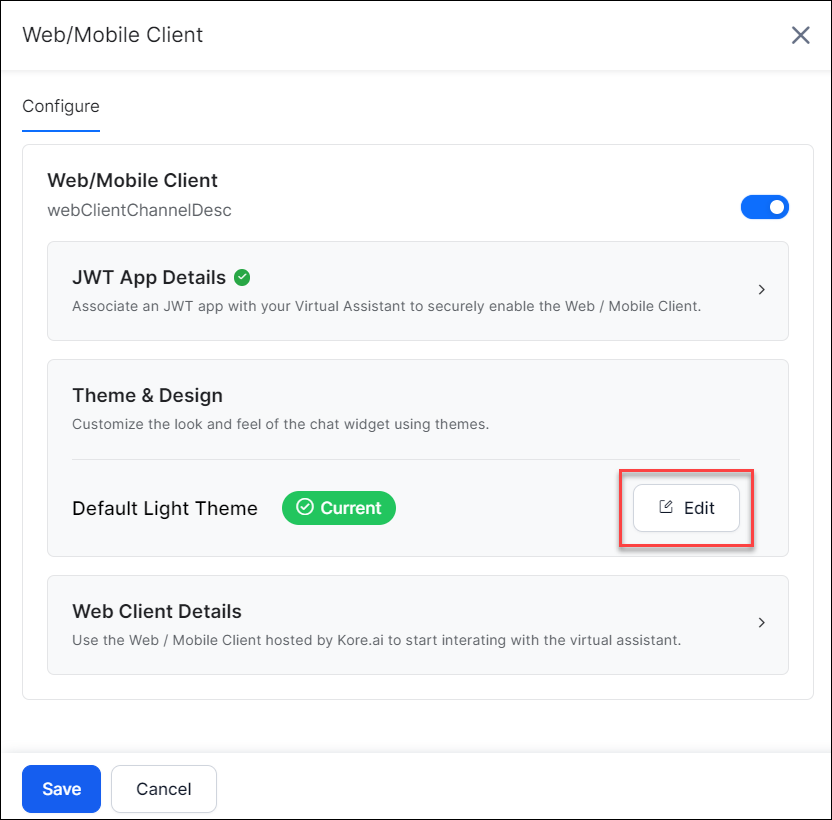 Web/Mobile Client
Configure
Web/Mobile Client
webClientChannelDesc
JWT App Details
Associate an JWT app with your Virtual Assistant to securely enable the Web / Mobile Client.
Theme & Design
Customize the look and feel of the chat widget using themes.
Default Light Theme Current Edit
Web Client Details
Use the Web / Mobile Client hosted by Kore.ai to start interating with the virtual assistant.
Save Cancel